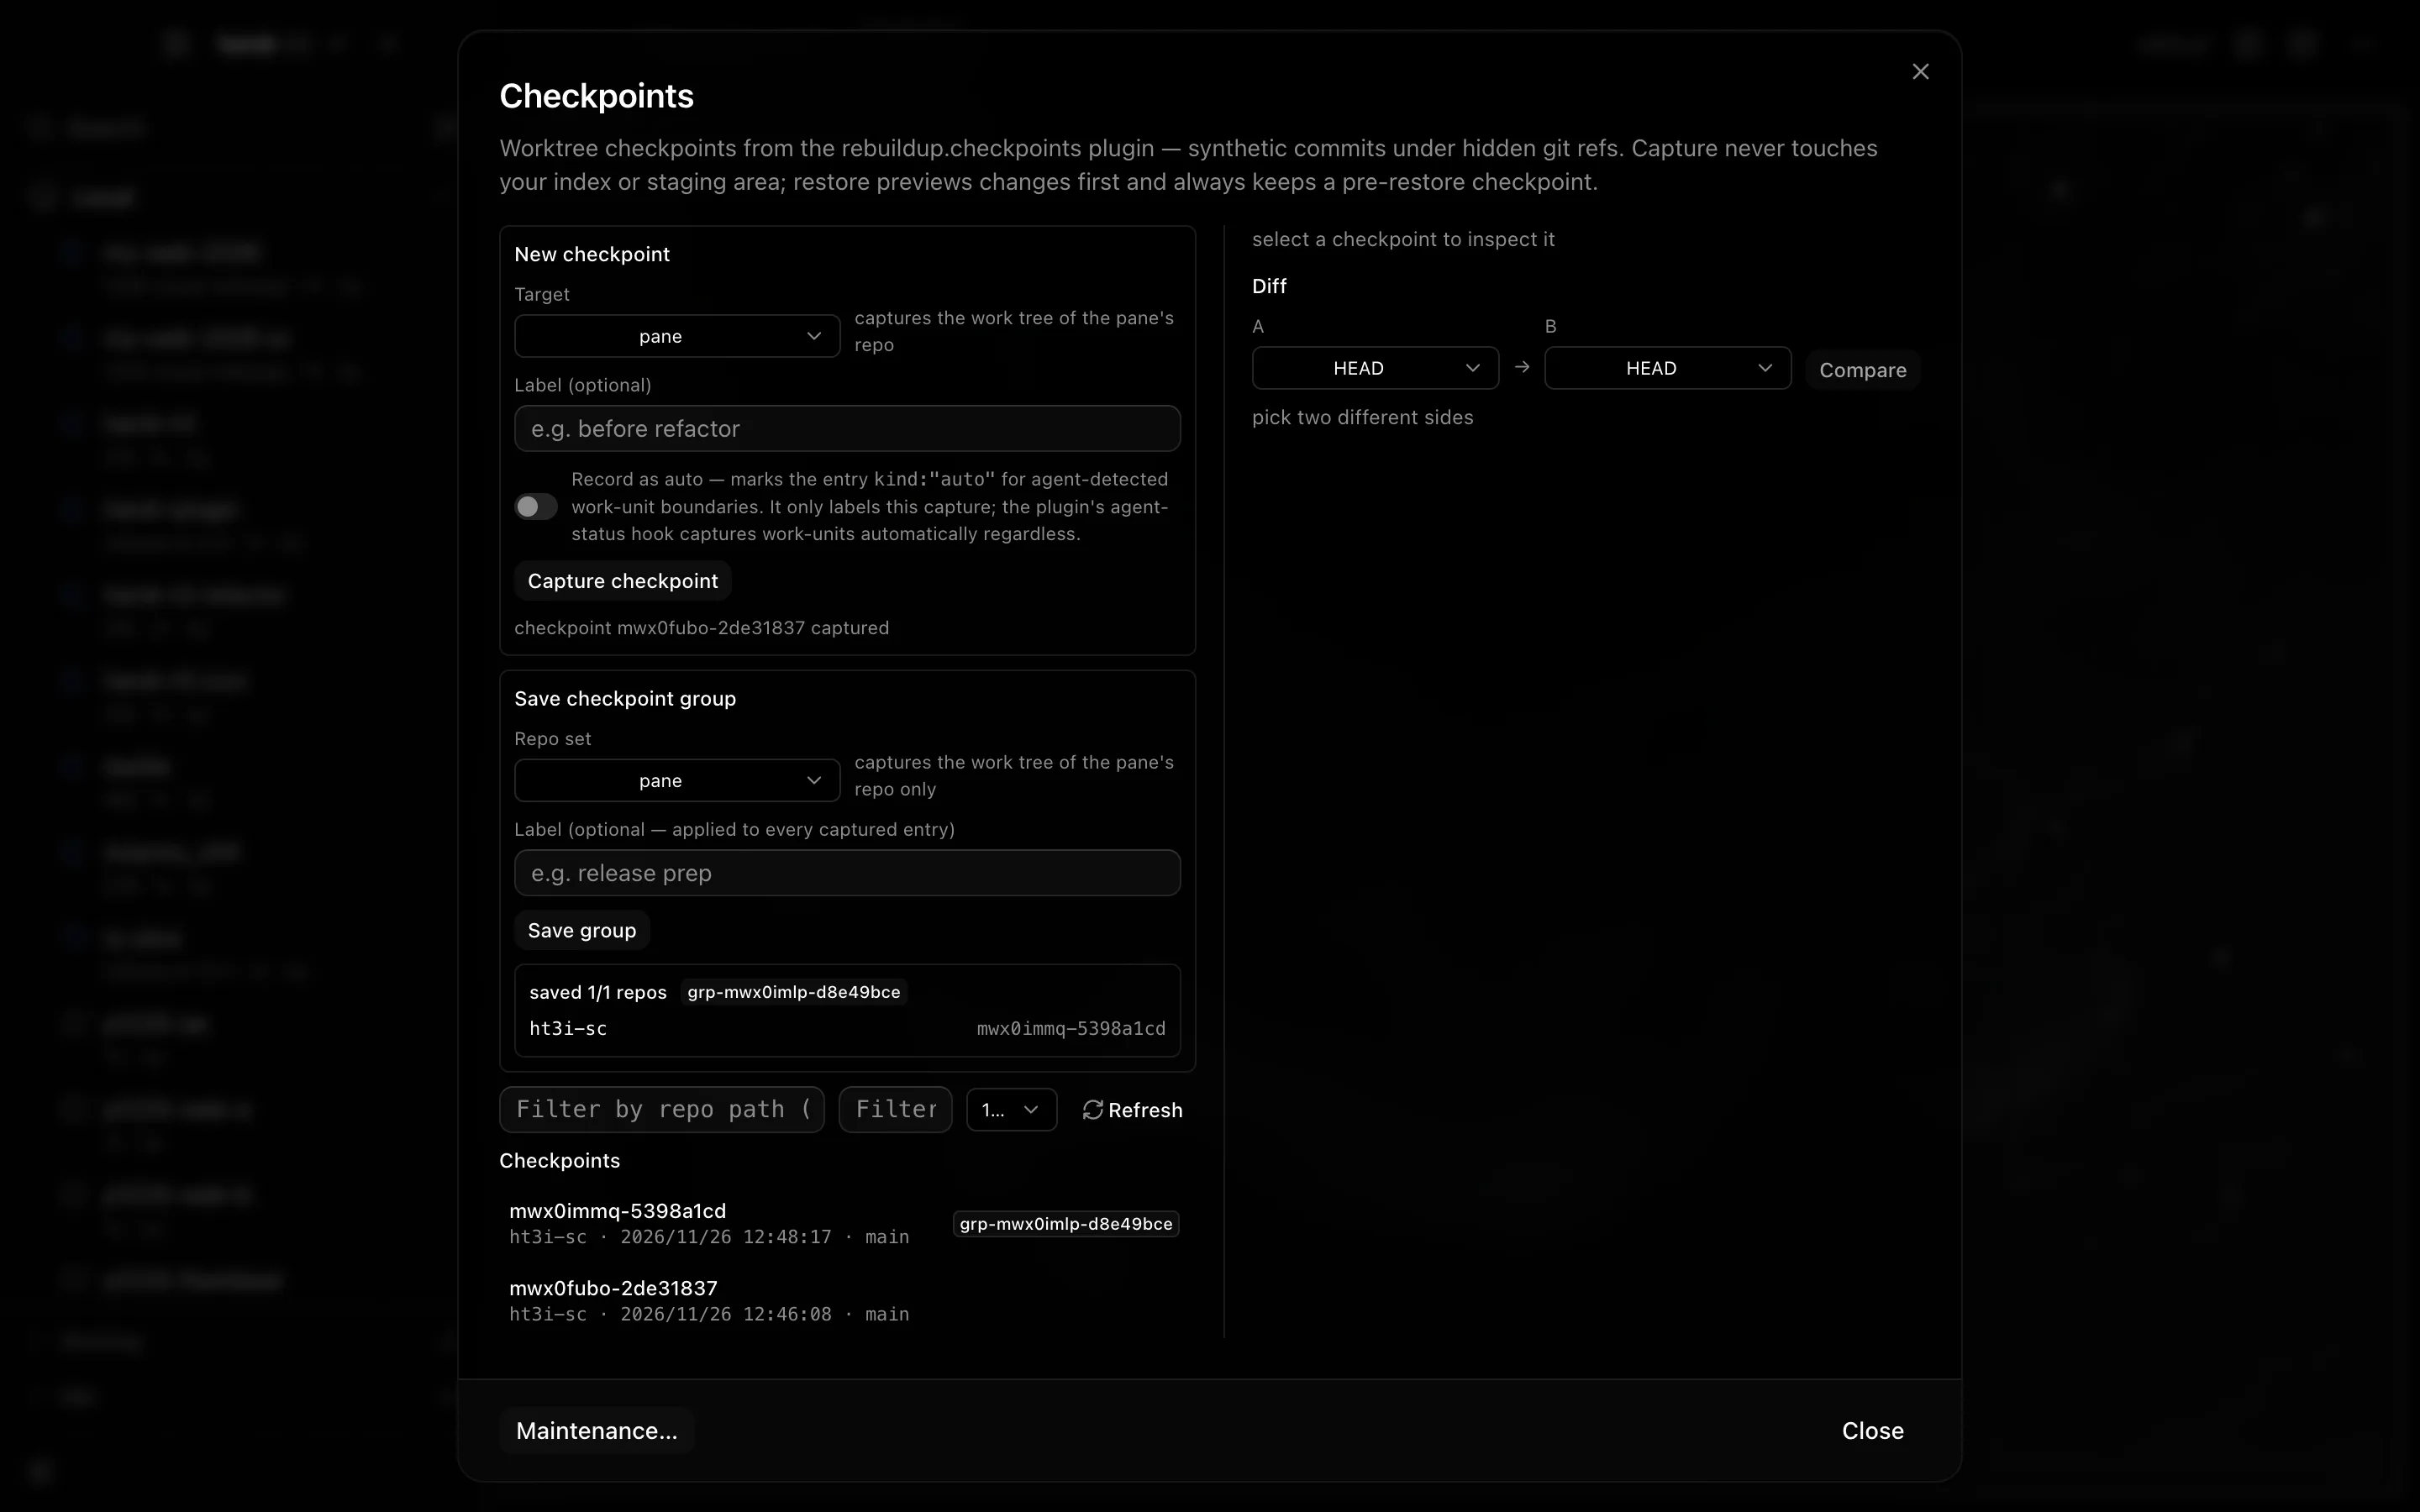 Checkpoints
Worktree checkpoints from the rebuildup.checkpoints plugin — synthetic commits under hidden git refs. Capture never touches
your index or staging area; restore previews changes first and always keeps a pre-restore checkpoint.
New checkpoint
Target
pane
captures the work tree of the pane's
repo
Label (optional)
e.g. before refactor
Record as auto — marks the entry kind:"auto" for agent-detected
work-unit boundaries. It only labels this capture; the plugin's agent-
status hook captures work-units automatically regardless.
Capture checkpoint
checkpoint mwx0fubo-2de31837 captured
Save checkpoint group
Repo set
pane
captures the work tree of the pane's
repo only
Label (optional — applied to every captured entry)
e.g. release prep
Save group
saved 1/1 repos grp-mwx0imlp-d8e49bce
ht3i-sc mwx0immq-5398a1cd
Filter by repo path ( Filter 1... Refresh
Checkpoints
mwx0immq-5398a1cd
ht3i-sc · 2026/11/26 12:48:17 · main
grp-mwx0imlp-d8e49bce
mwx0fubo-2de31837
ht3i-sc · 2026/11/26 12:46:08 · main
select a checkpoint to inspect it
Diff
A B
HEAD → HEAD Compare
pick two different sides
Maintenance... Close